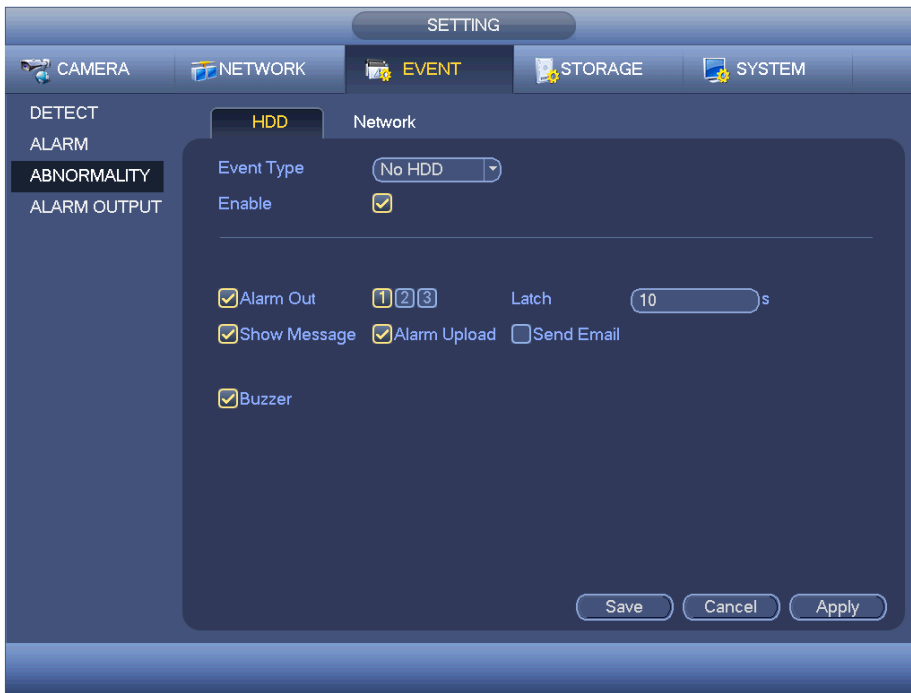 SETTING
CAMERA NETWORK EVENT STORAGE SYSTEM
DETECT
ALARM
ABNORMALITY
ALARM OUTPUT
HDD Network
Event Type No HDD
Enable
Alarm Out 1 2 3 Latch 10 s
Show Message Alarm Upload Send Email
Buzzer
Save Cancel Apply